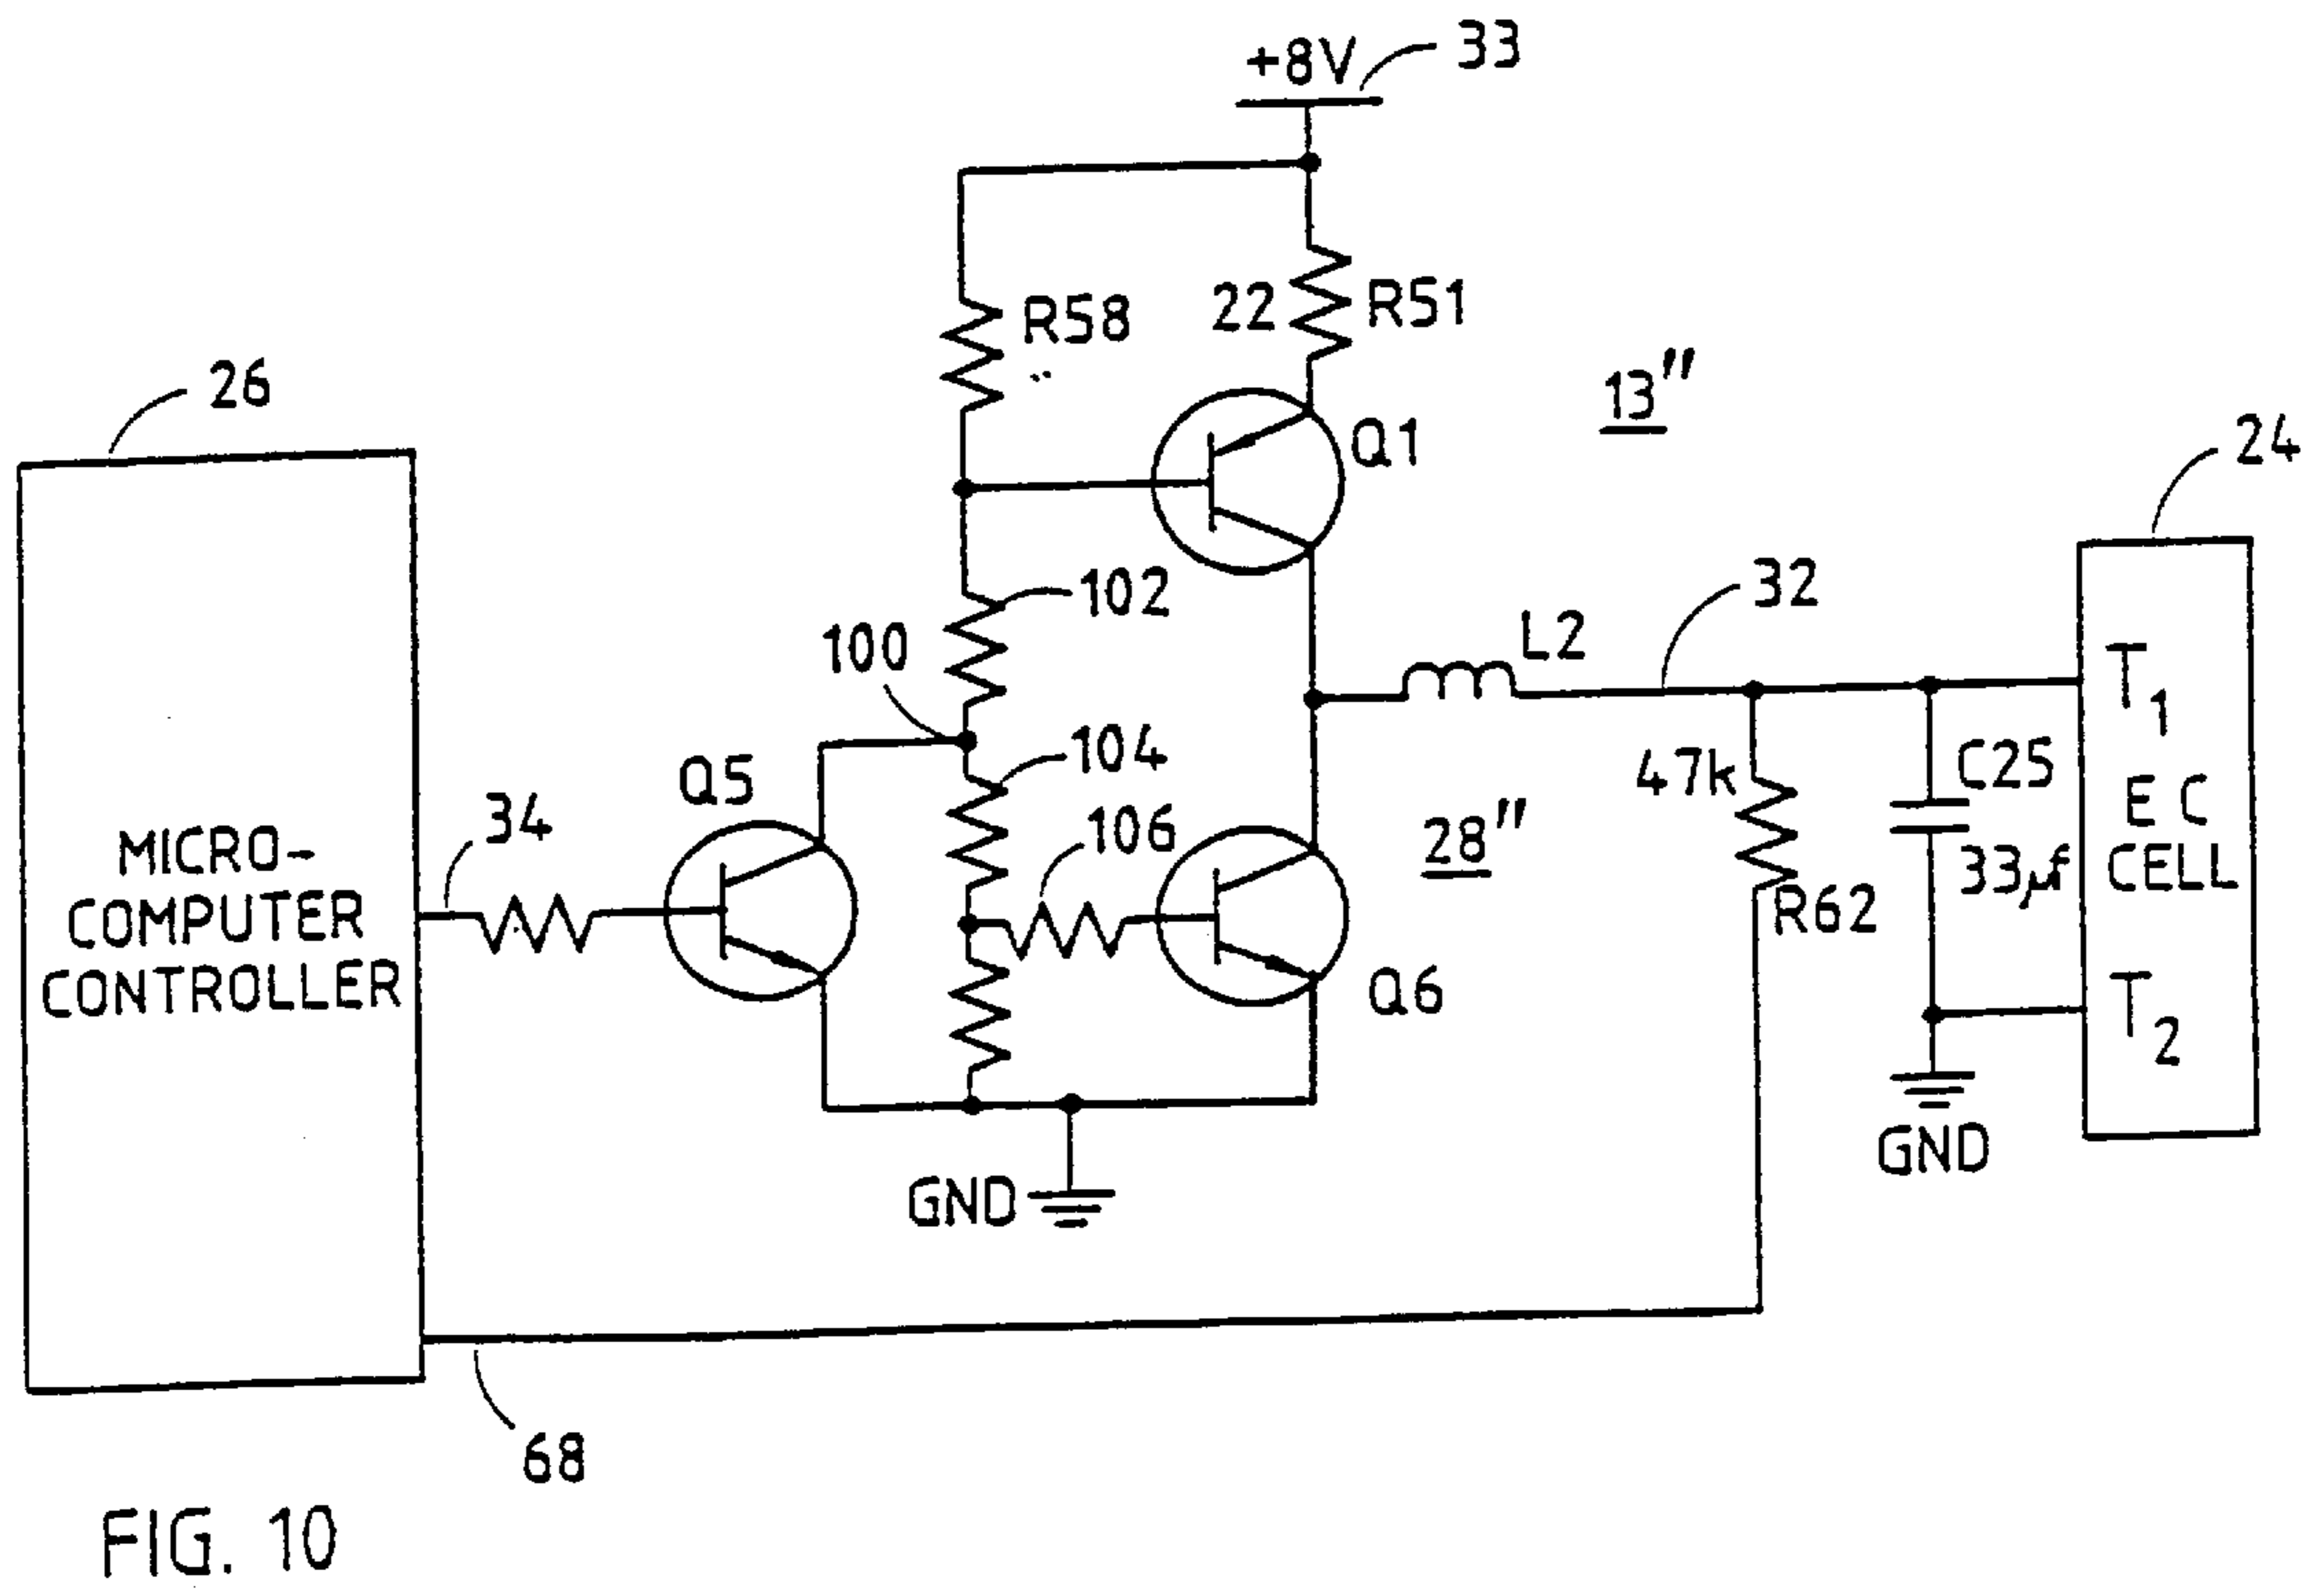 +8V
33
R58
22
R51
13″
26
Q1
24
102
32
100
L2
T1
Q5
104
47k
C25
34
106
28″
EC
MICRO-
COMPUTER
CONTROLLER
33μf
CELL
R62
Q6
T2
GND
GND
68
FIG. 10